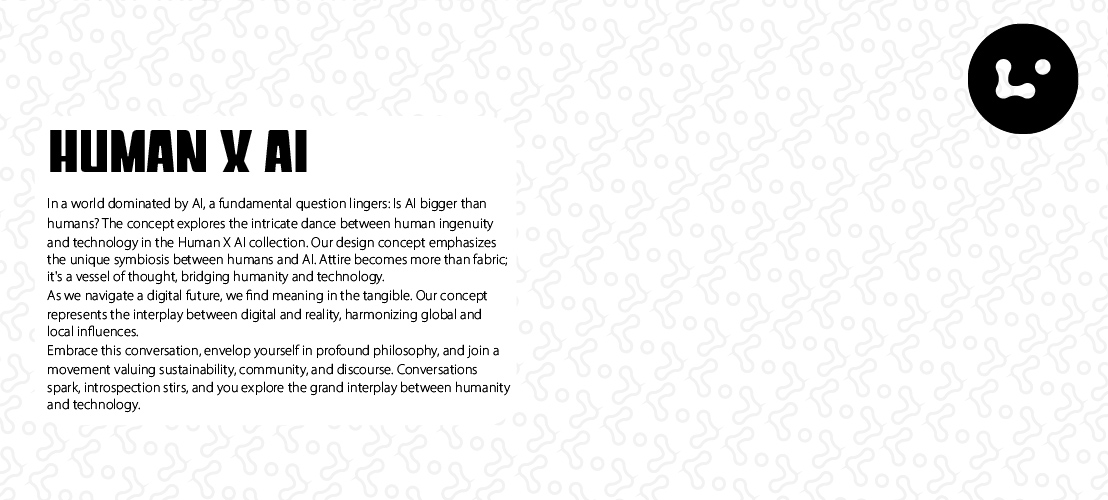 HUMAN X AI
In a world dominated by AI, a fundamental question lingers: Is AI bigger than
humans? The concept explores the intricate dance between human ingenuity
and technology in the Human X AI collection. Our design concept emphasizes
the unique symbiosis between humans and AI. Attire becomes more than fabric;
it's a vessel of thought, bridging humanity and technology.
As we navigate a digital future, we find meaning in the tangible. Our concept
represents the interplay between digital and reality, harmonizing global and
local influences.
Embrace this conversation, envelop yourself in profound philosophy, and join a
movement valuing sustainability, community, and discourse. Conversations
spark, introspection stirs, and you explore the grand interplay between humanity
and technology.